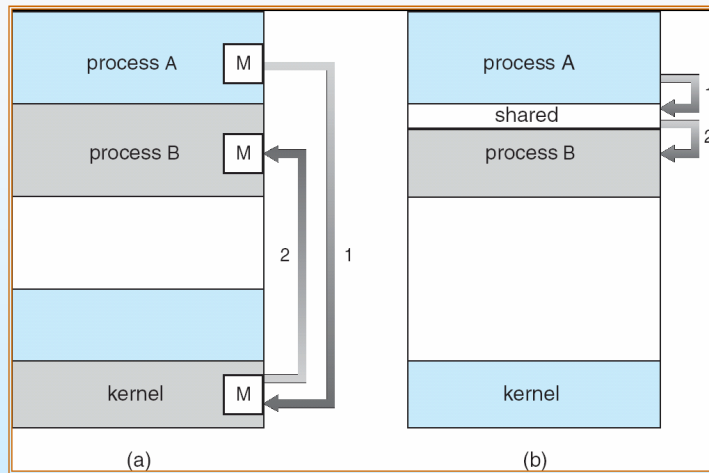 process A
M
process B
M
2
1
kernel
M
(a)
process A
1
shared
2
process B
kernel
(b)